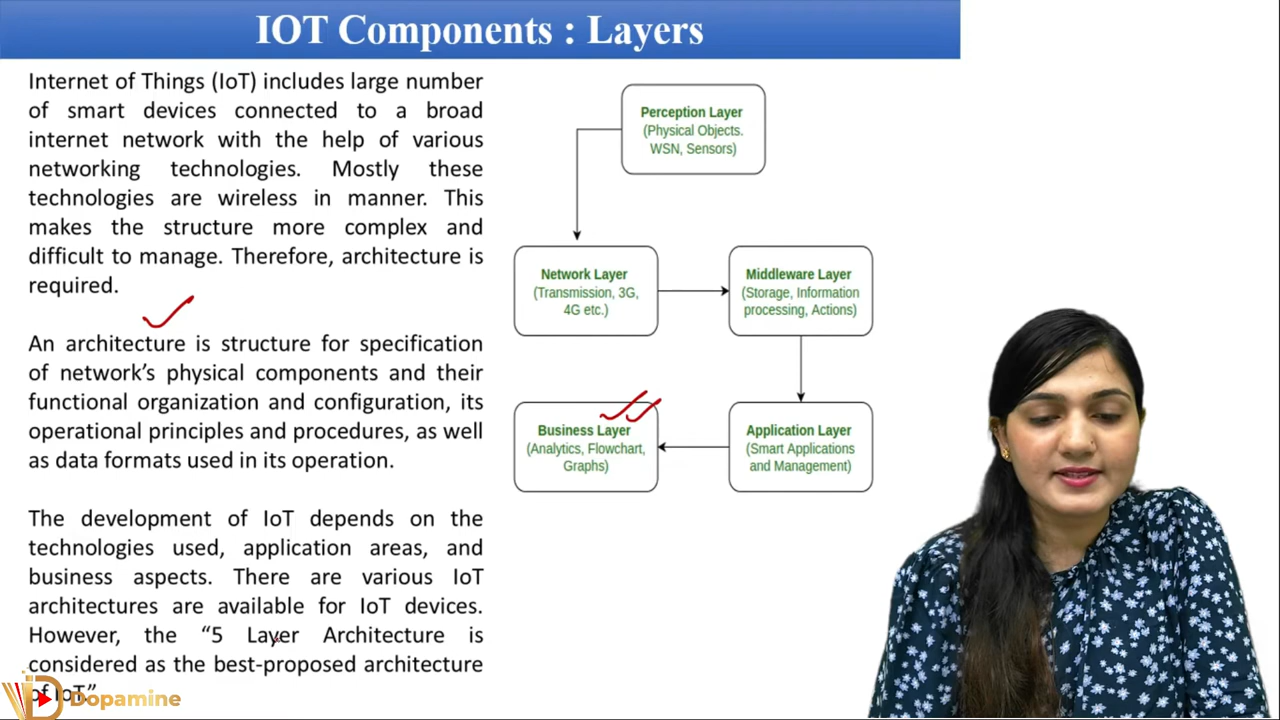 IOT Components : Layers
Internet of Things (IoT) includes large number
of smart devices connected to a broad
internet network with the help of various
networking technologies. Mostly these
technologies are wireless in manner. This
makes the structure more complex and
difficult to manage. Therefore, architecture is
required.
An architecture is structure for specification
of network’s physical components and their
functional organization and configuration, its
operational principles and procedures, as well
as data formats used in its operation.
The development of IoT depends on the
technologies used, application areas, and
business aspects. There are various IoT
architectures are available for IoT devices.
However, the “5 Layer Architecture is
considered as the best-proposed architecture
of IoT”
Perception Layer
(Physical Objects.
WSN, Sensors)
Network Layer
(Transmission, 3G,
4G etc.)
Middleware Layer
(Storage, Information
processing, Actions)
Business Layer
(Analytics, Flowchart,
Graphs)
Application Layer
(Smart Applications
and Management)
Dopamine